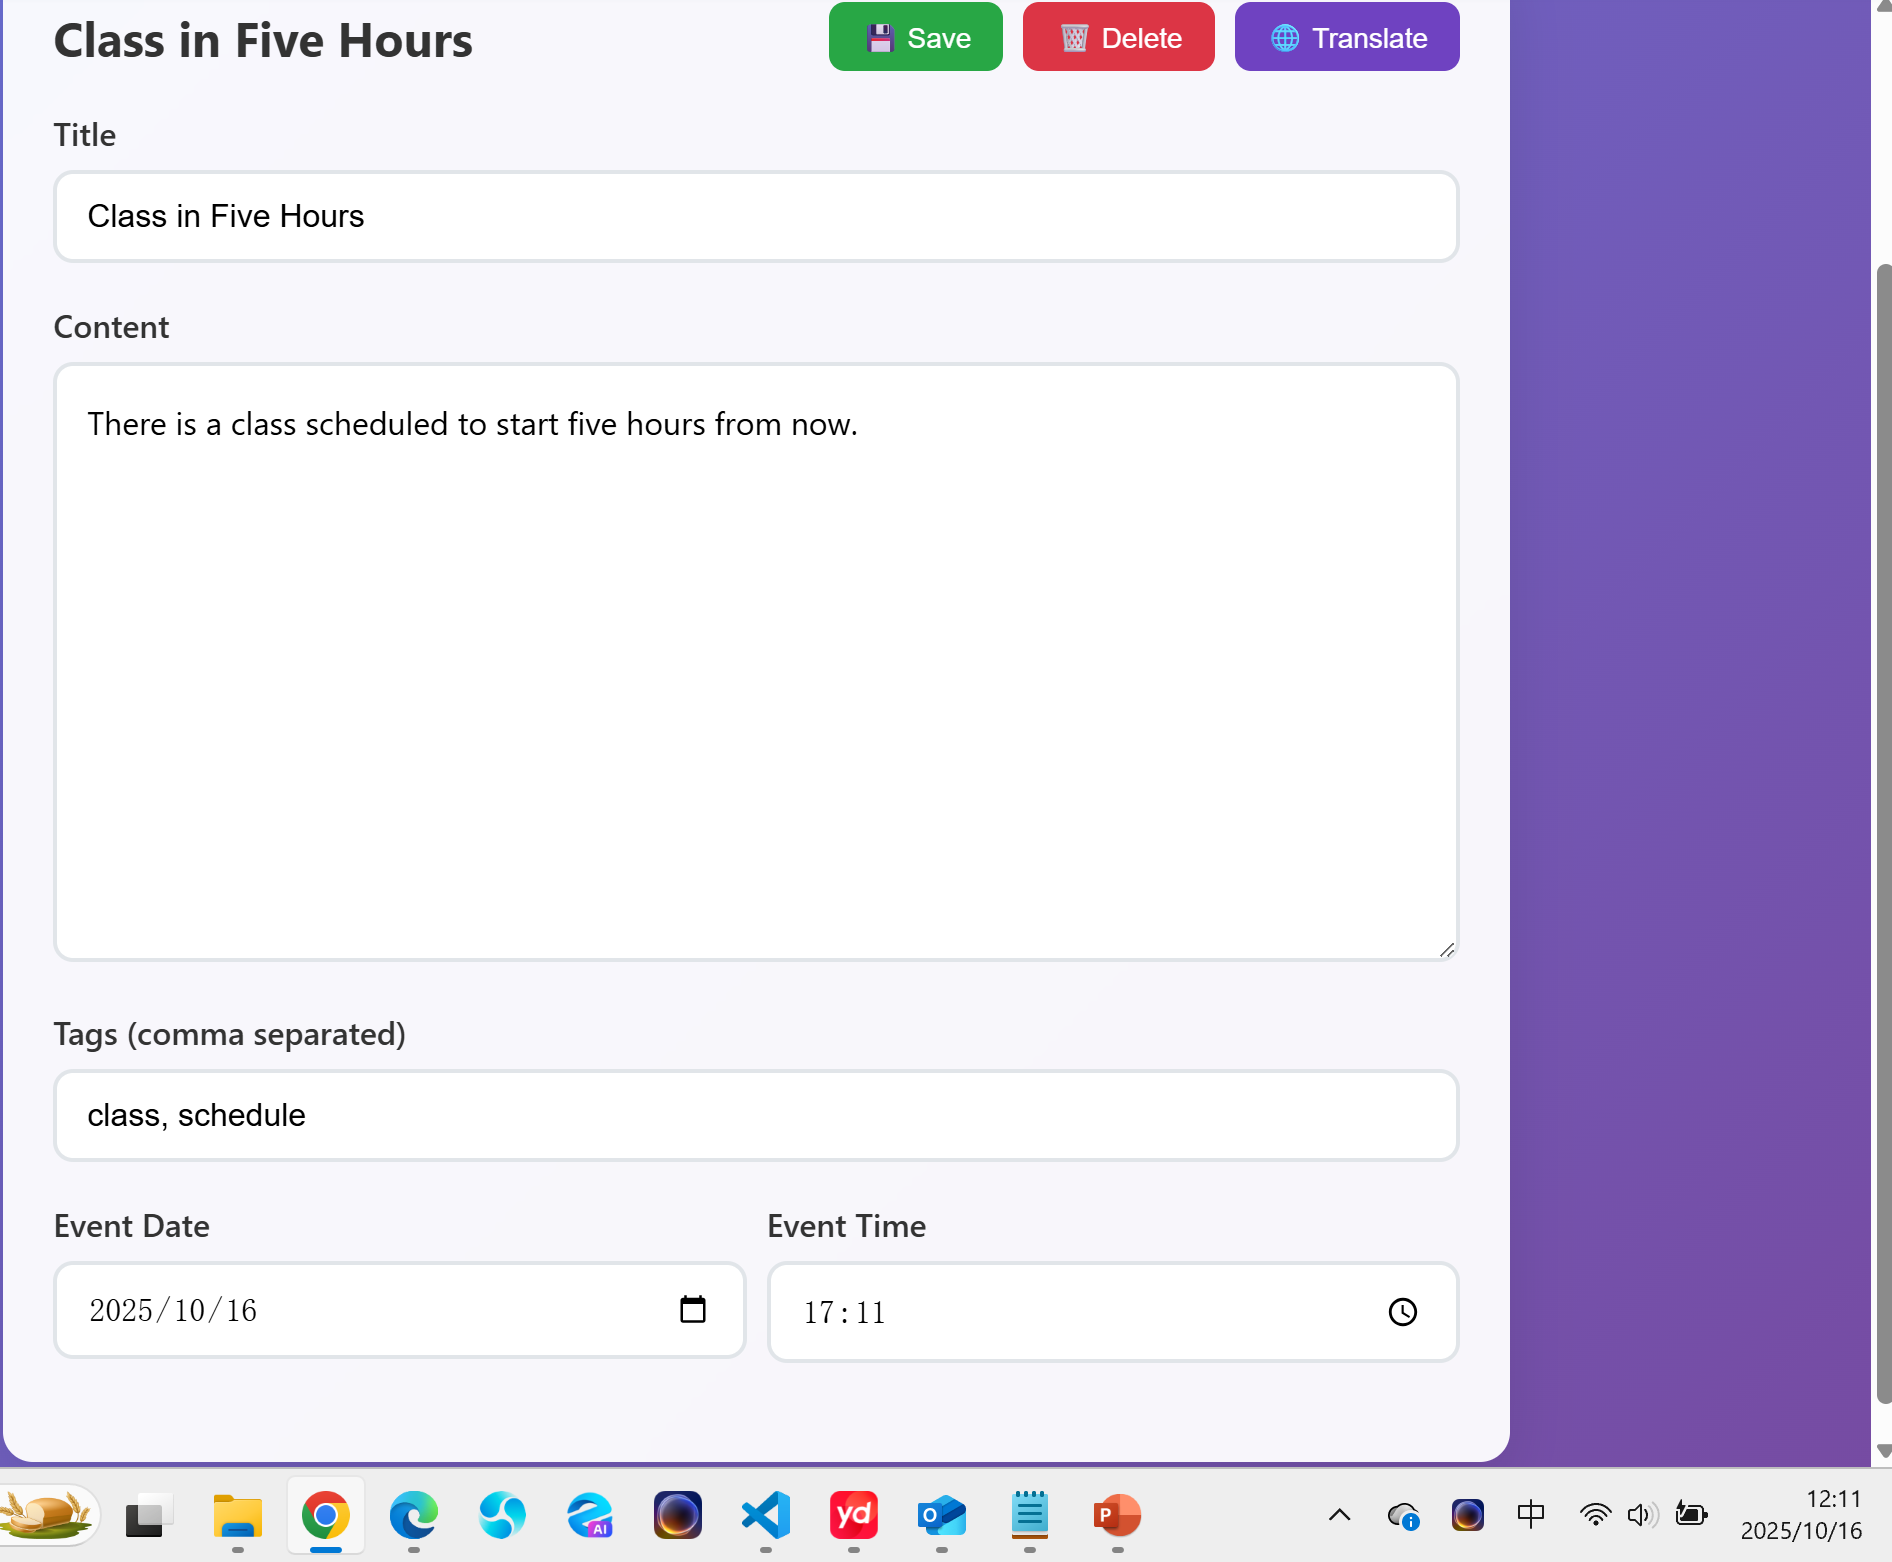 Class in Five Hours
Save
Delete
Translate
Title
Class in Five Hours
Content
There is a class scheduled to start five hours from now.
Tags (comma separated)
class, schedule
Event Date
Event Time
2025/10/16
17:11
AI
yd
O
P
中
12:11
2025/10/16